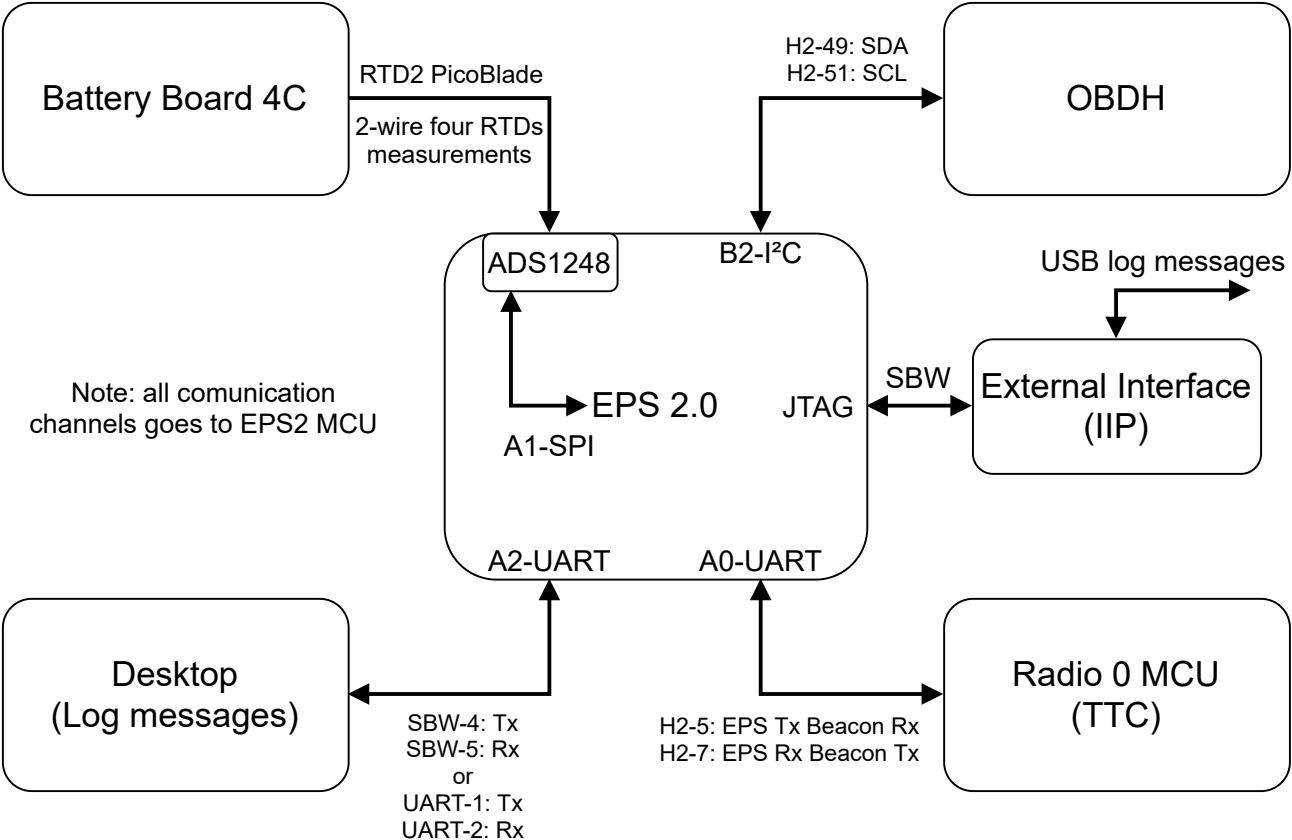 Battery Board 4C
RTD2 PicoBlade
2-wire four RTDs
measurements
H2-49: SDA
H2-51: SCL
OBDH
ADS1248
B2-I²C
USB log messages
Note: all comunication
channels goes to EPS2 MCU
EPS 2.0
A1-SPI
JTAG
SBW
External Interface
(IIP)
A2-UART
A0-UART
Desktop
(Log messages)
SBW-4: Tx
SBW-5: Rx
or
UART-1: Tx
UART-2: Rx
H2-5: EPS Tx Beacon Rx
H2-7: EPS Rx Beacon Tx
Radio 0 MCU
(TTC)